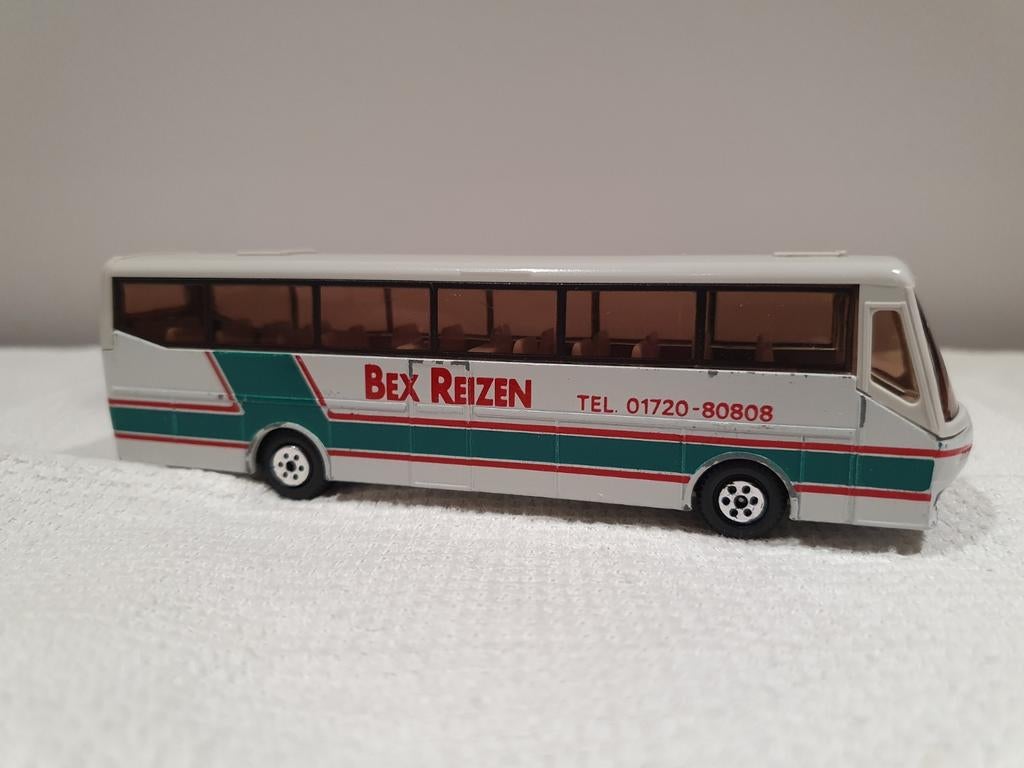 BEX REIZEN
TEL. 01720-80808